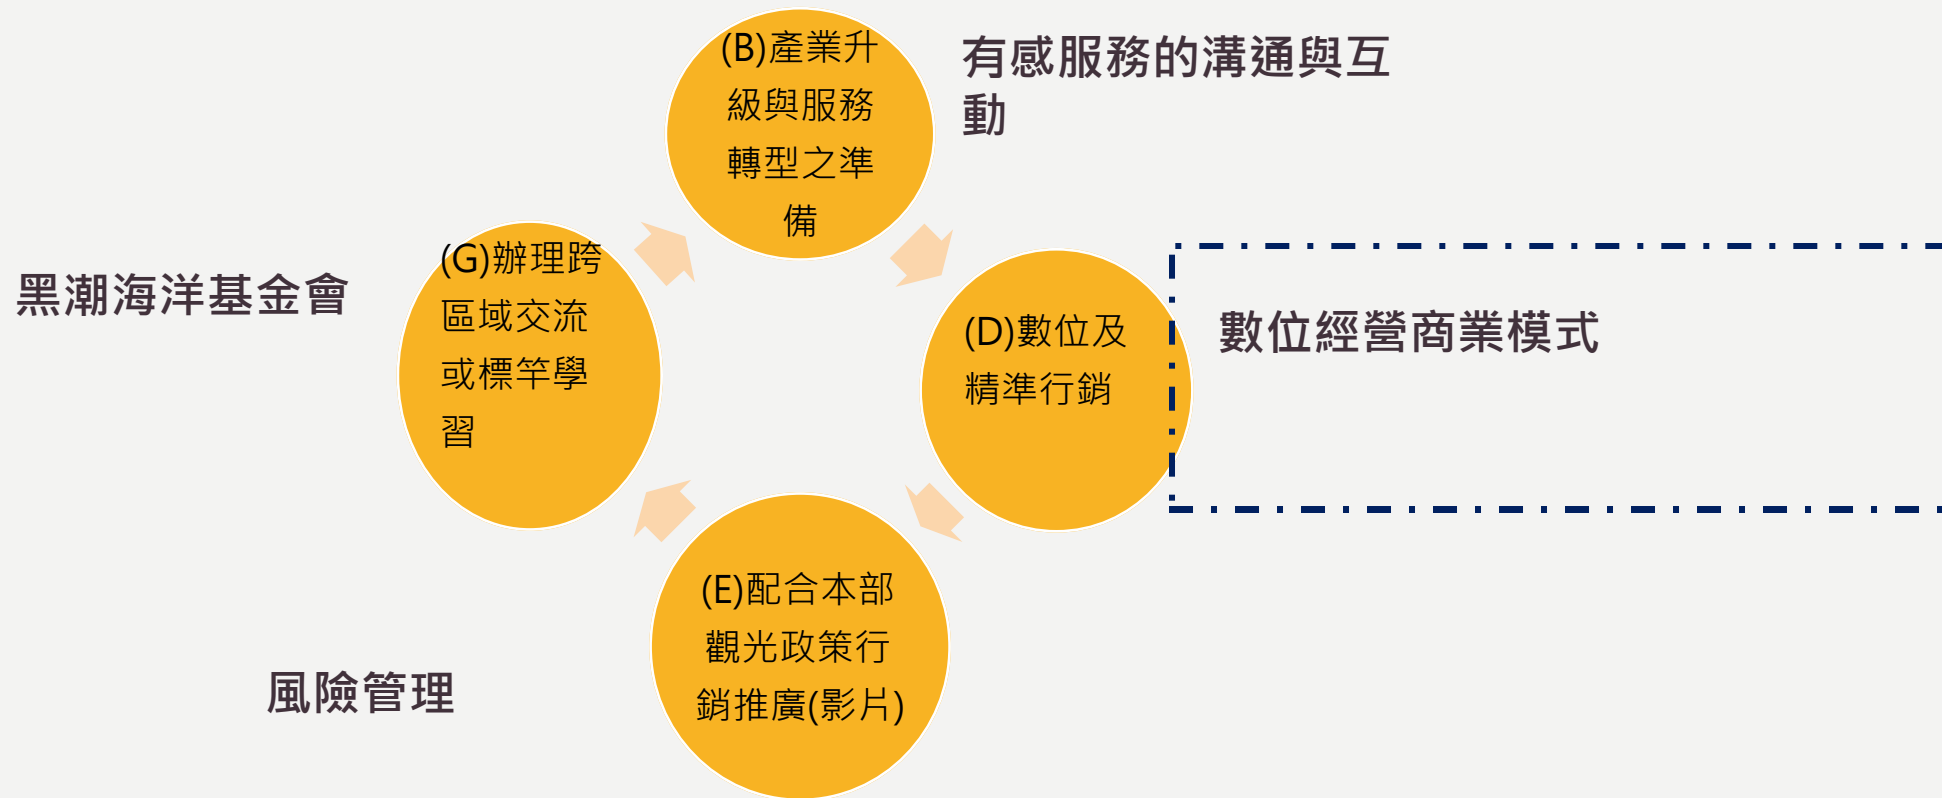 (B)產業升
級與服務
轉型之準
備
有感服務的溝通與互
動
(G)辦理跨
區域交流
或標竿學
習
黑潮海洋基金會
(D)數位及
精準行銷
數位經營商業模式
(E)配合本部
觀光政策行
銷推廣(影片)
風險管理